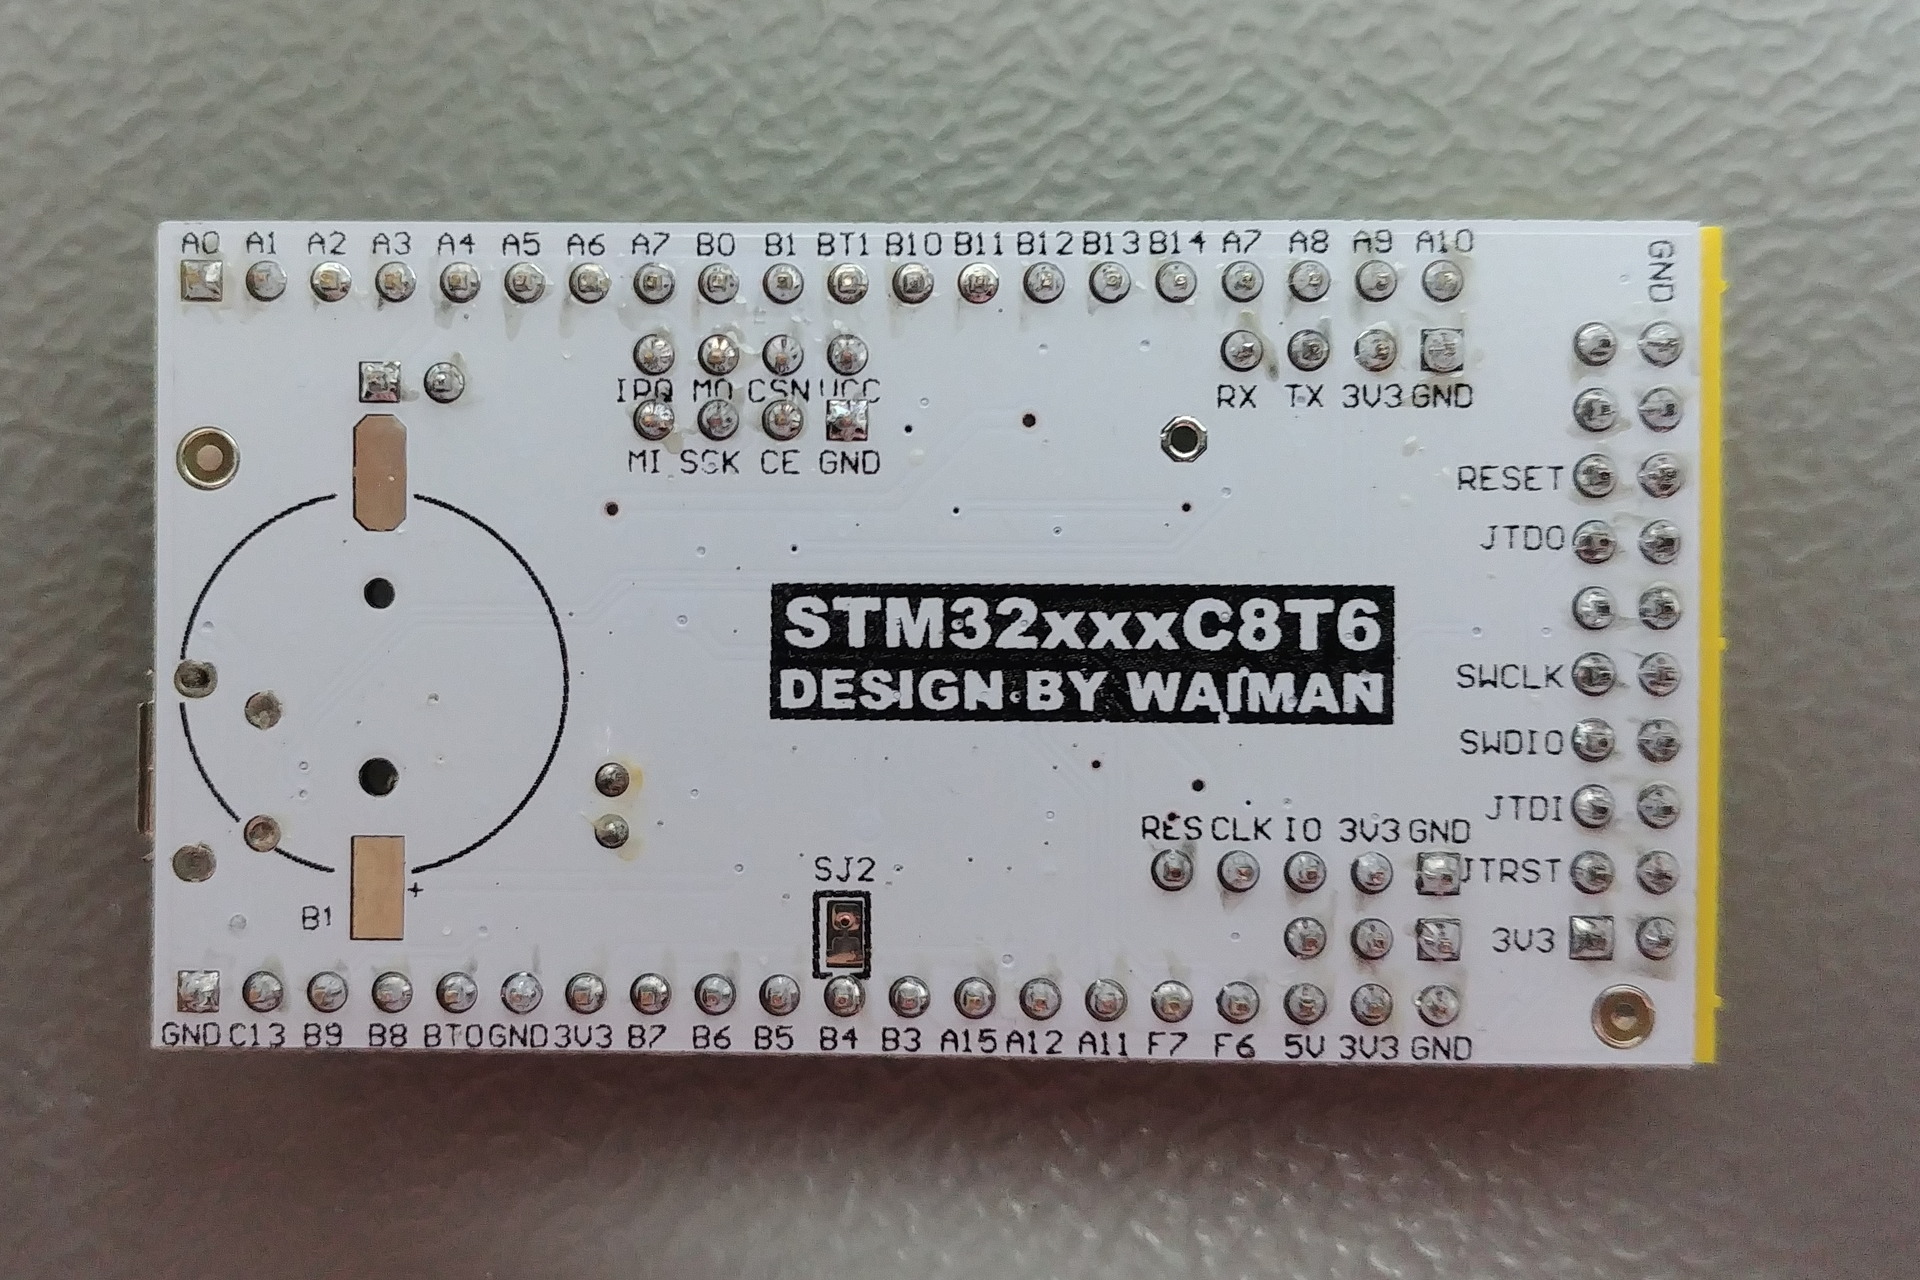 A0 A1 A2 A3 A4 A5 A6 A7 B0 B1 BT1 B10 B11 B12 B13 B14 A7 A8 A9 A10
GND
IRQ MO CSN VCC
RX TX 3V3 GND
MI SCK CE GND
RESET
JTDO
STM32xxxC8T6
DESIGN BY WAIMAN
SWCLK
SWDIO
JTDI
RES CLK IO 3V3 GND
JTRST
SJ2
+
B1
3V3
GND C13 B9 B8 BT0 GND 3V3 B7 B6 B5 B4 B3 A15 A12 A11 F7 F6 5V 3V3 GND